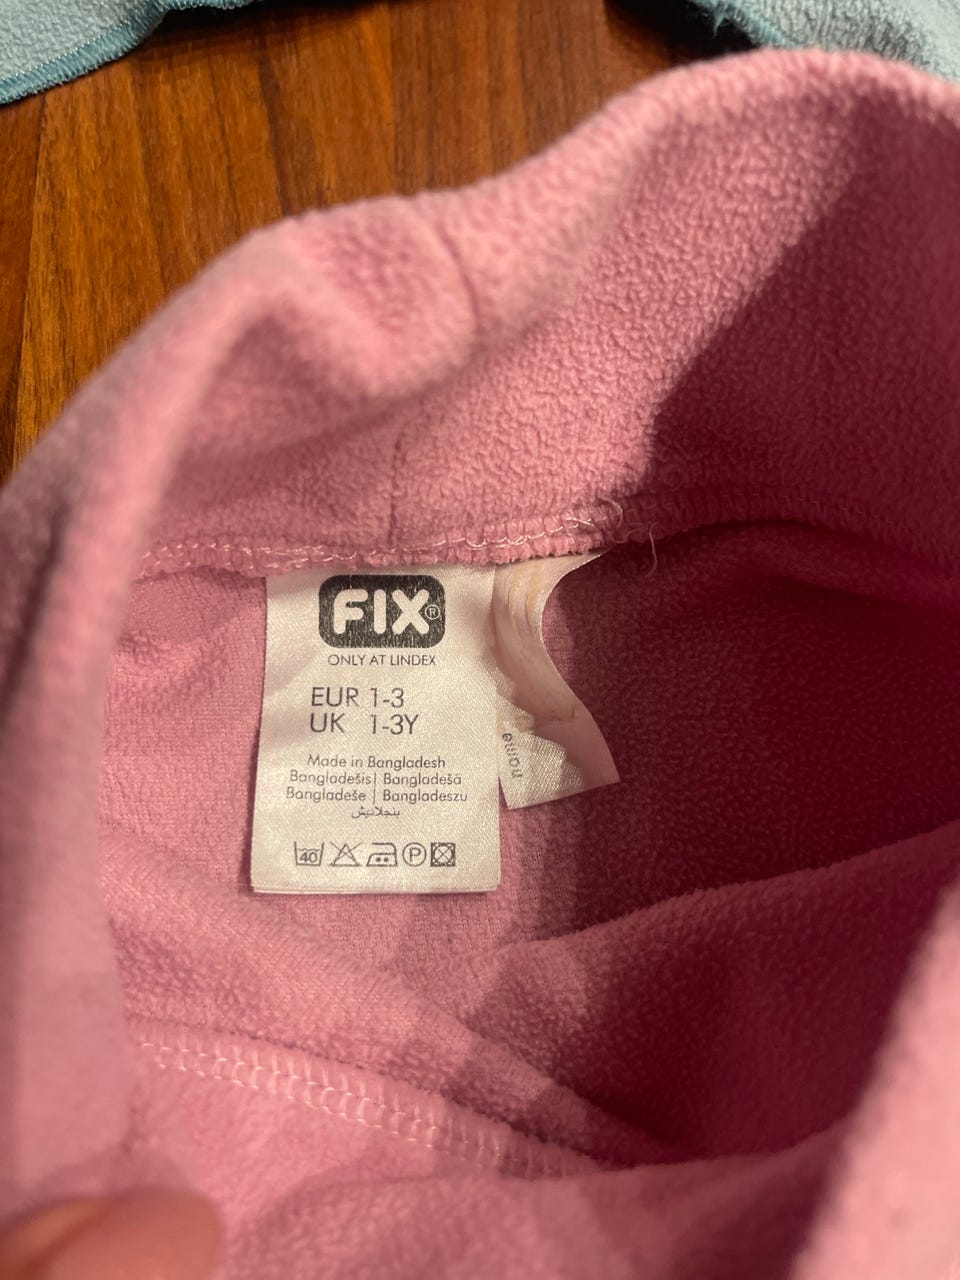 FIX®
ONLY AT LINDEX
EUR 1-3
UK 1-3Y
Made in Bangladesh
Bangladešis | Bangladešā
Bangladeše | Bangladeszu
بنجلاديش
40 P
name